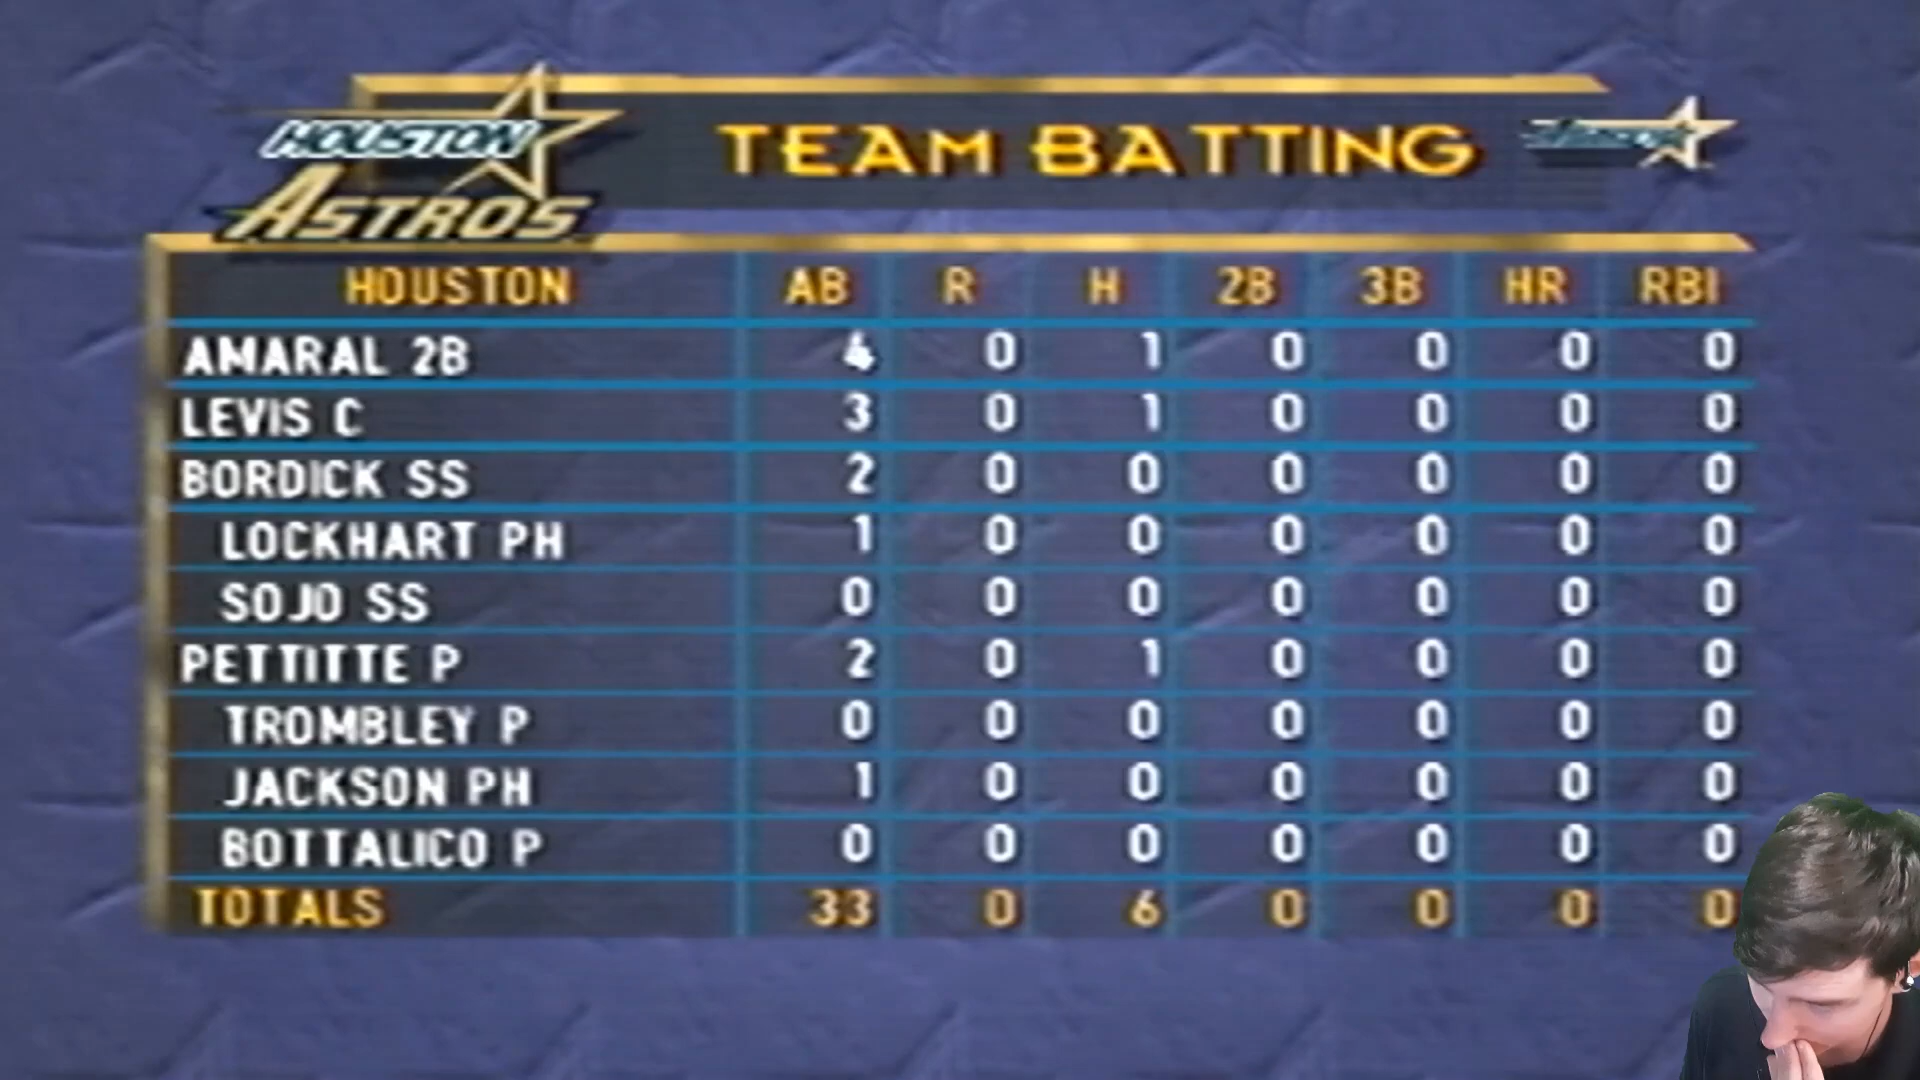 HOUSTON
ASTROS
TEAM BATTING
HOUSTON AB R H 2B 3B HR RBI
AMARAL 2B 4 0 1 0 0 0 0
LEVIS C 3 0 1 0 0 0 0
BORDICK SS 2 0 0 0 0 0 0
LOCKHART PH 1 0 0 0 0 0 0
SOJO SS 0 0 0 0 0 0 0
PETTITTE P 2 0 1 0 0 0 0
TROMBLEY P 0 0 0 0 0 0 0
JACKSON PH 1 0 0 0 0 0 0
BOTTALICO P 0 0 0 0 0 0 0
TOTALS 33 0 6 0 0 0 0